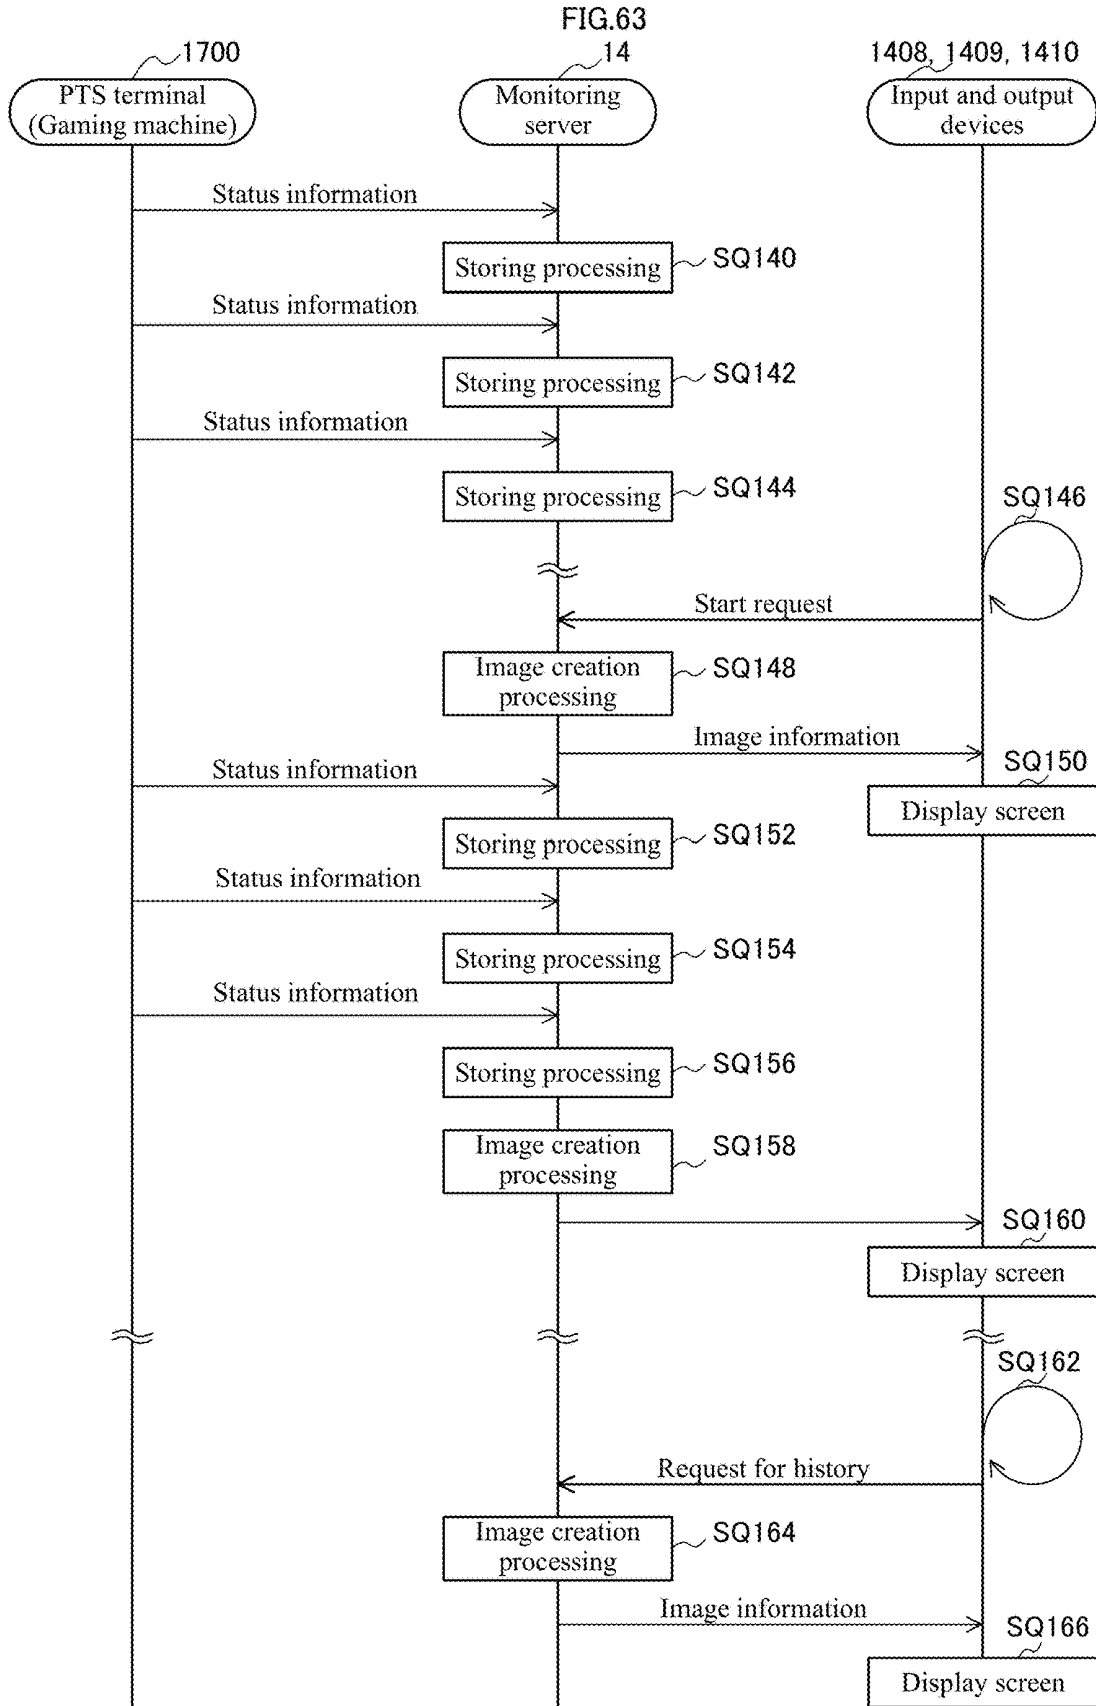 FIG.63
1700
14
1408, 1409, 1410
PTS terminal
(Gaming machine)
Monitoring
server
Input and output
devices
Status information
Storing processing
SQ140
Status information
Storing processing
SQ142
Status information
Storing processing
SQ144
SQ146
Start request
Image creation
processing
SQ148
Image information
SQ150
Status information
Display screen
Storing processing
SQ152
Status information
Storing processing
SQ154
Status information
Storing processing
SQ156
Image creation
processing
SQ158
SQ160
Display screen
SQ162
Request for history
Image creation
processing
SQ164
Image information
SQ166
Display screen